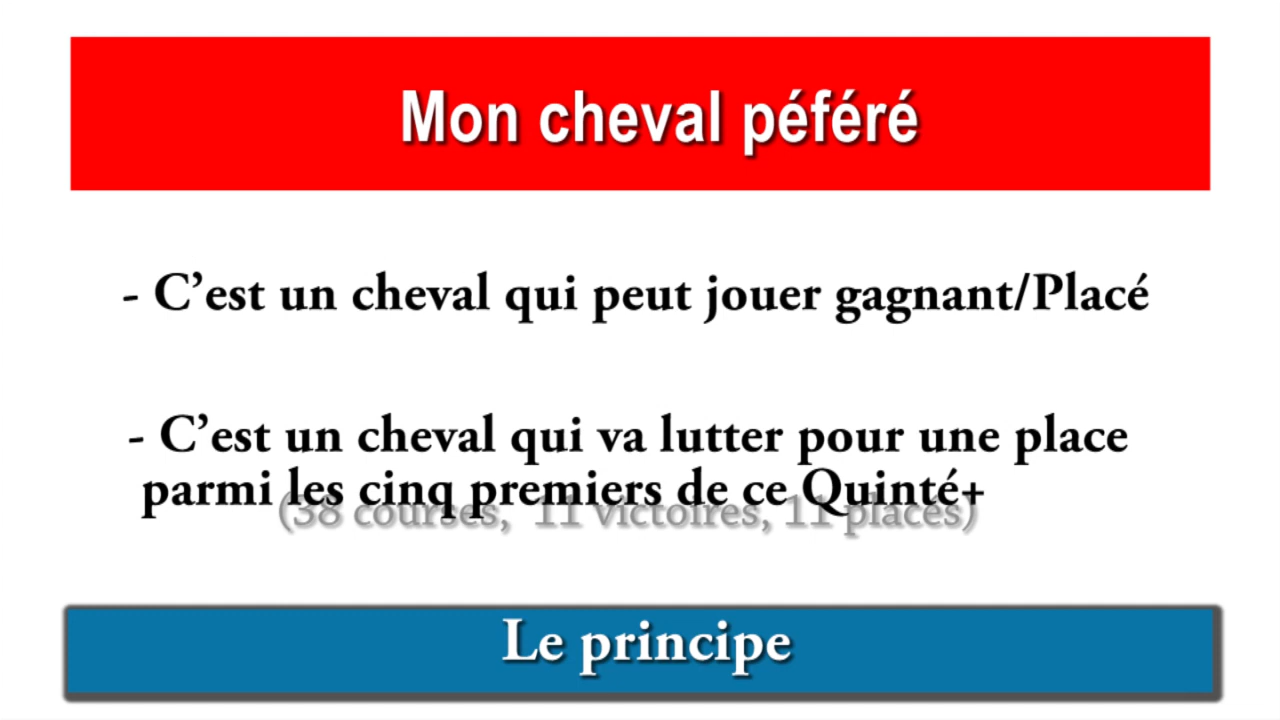 Mon cheval péféré
- C’est un cheval qui peut jouer gagnant/Placé
- C’est un cheval qui va lutter pour une place
parmi les cinq premiers de ce Quinté+
(38 courses, 11 victoires, 11 placés)
Le principe